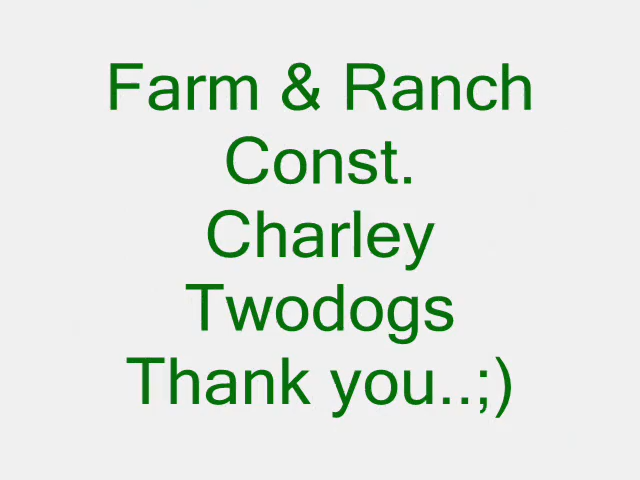 Farm & Ranch
Const.
Charley
Twodogs
Thank you..;)